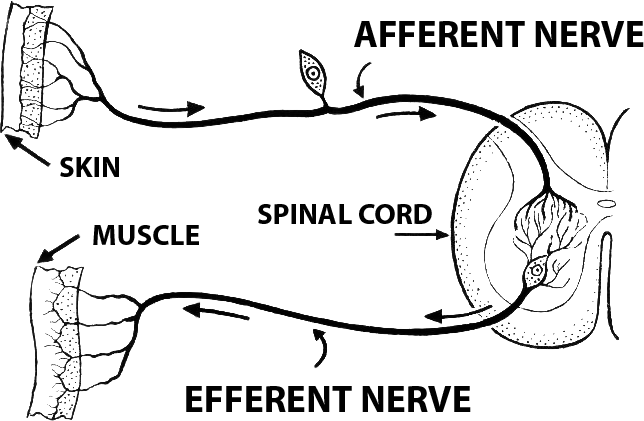 AFFERENT NERVE
SKIN
SPINAL CORD
MUSCLE
EFFERENT NERVE